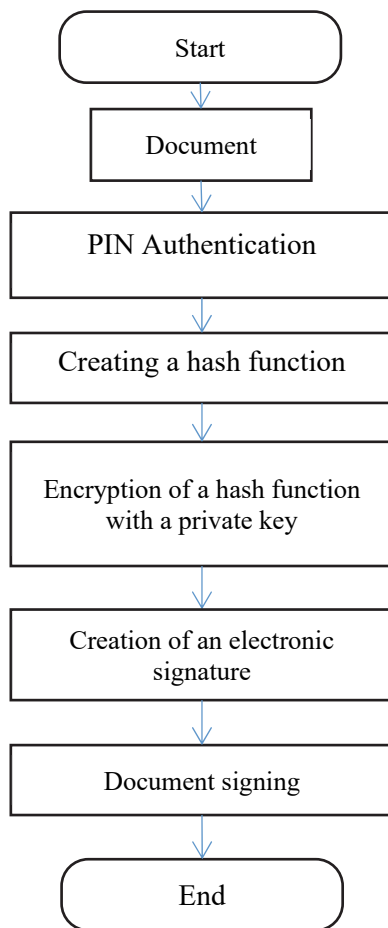 Start
Document
PIN Authentication
Creating a hash function
Encryption of a hash function
with a private key
Creation of an electronic
signature
Document signing
End